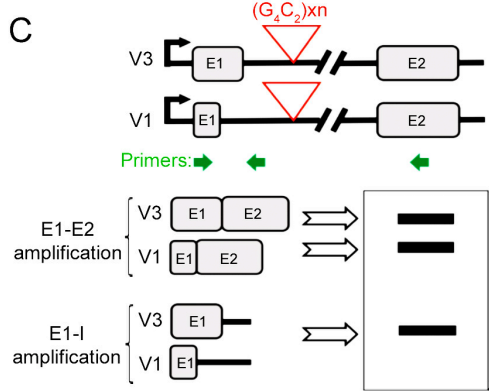 C
(G₄C₂)xn
V3 E1 E2
V1 E1 E2
Primers:
E1-E2
amplification
V3 E1 E2
V1 E1 E2
E1-I
amplification
V3 E1
V1 E1